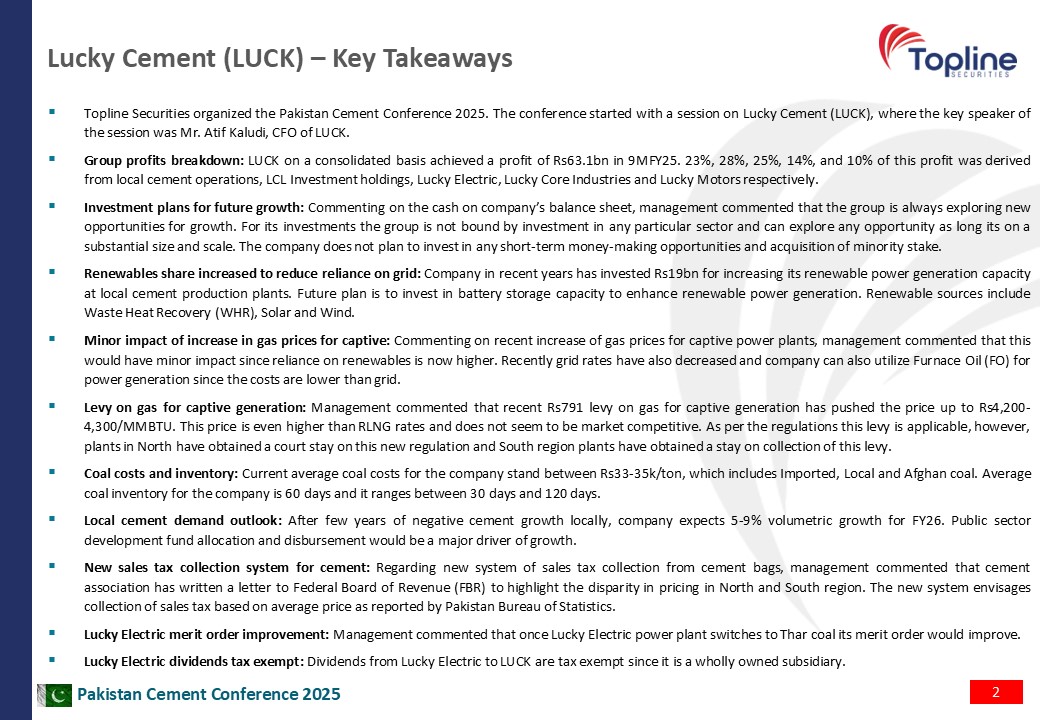 Lucky Cement (LUCK) – Key Takeaways
Topline
SECURITIES
Topline Securities organized the Pakistan Cement Conference 2025. The conference started with a session on Lucky Cement (LUCK), where the key speaker of
the session was Mr. Atif Kaludi, CFO of LUCK.
Group profits breakdown: LUCK on a consolidated basis achieved a profit of Rs63.1bn in 9MFY25. 23%, 28%, 25%, 14%, and 10% of this profit was derived
from local cement operations, LCL Investment holdings, Lucky Electric, Lucky Core Industries and Lucky Motors respectively.
Investment plans for future growth: Commenting on the cash on company's balance sheet, management commented that the group is always exploring new
opportunities for growth. For its investments the group is not bound by investment in any particular sector and can explore any opportunity as long its on a
substantial size and scale. The company does not plan to invest in any short-term money-making opportunities and acquisition of minority stake.
Renewables share increased to reduce reliance on grid: Company in recent years has invested Rs19bn for increasing its renewable power generation capacity
at local cement production plants. Future plan is to invest in battery storage capacity to enhance renewable power generation. Renewable sources include
Waste Heat Recovery (WHR), Solar and Wind.
Minor impact of increase in gas prices for captive: Commenting on recent increase of gas prices for captive power plants, management commented that this
would have minor impact since reliance on renewables is now higher. Recently grid rates have also decreased and company can also utilize Furnace Oil (FO) for
power generation since the costs are lower than grid.
Levy on gas for captive generation: Management commented that recent Rs791 levy on gas for captive generation has pushed the price up to Rs4,200-
4,300/MMBTU. This price is even higher than RLNG rates and does not seem to be market competitive. As per the regulations this levy is applicable, however,
plants in North have obtained a court stay on this new regulation and South region plants have obtained a stay on collection of this levy.
Coal costs and inventory: Current average coal costs for the company stand between Rs33-35k/ton, which includes Imported, Local and Afghan coal. Average
coal inventory for the company is 60 days and it ranges between 30 days and 120 days.
Local cement demand outlook: After few years of negative cement growth locally, company expects 5-9% volumetric growth for FY26. Public sector
development fund allocation and disbursement would be a major driver of growth.
New sales tax collection system for cement: Regarding new system of sales tax collection from cement bags, management commented that cement
association has written a letter to Federal Board of Revenue (FBR) to highlight the disparity in pricing in North and South region. The new system envisages
collection of sales tax based on average price as reported by Pakistan Bureau of Statistics.
Lucky Electric merit order improvement: Management commented that once Lucky Electric power plant switches to Thar coal its merit order would improve.
Lucky Electric dividends tax exempt: Dividends from Lucky Electric to LUCK are tax exempt since it is a wholly owned subsidiary.
Pakistan Cement Conference 2025
2